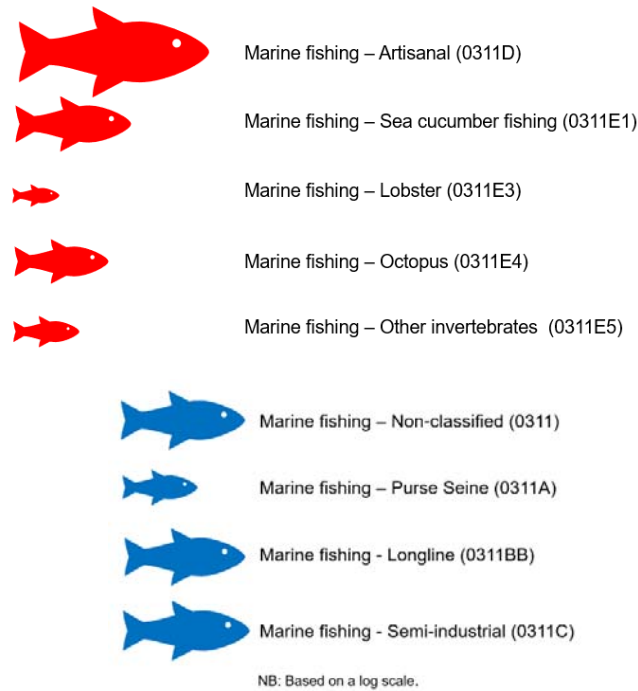 Marine fishing – Artisanal (0311D)
Marine fishing – Sea cucumber fishing (0311E1)
Marine fishing – Lobster (0311E3)
Marine fishing – Octopus (0311E4)
Marine fishing – Other invertebrates (0311E5)
Marine fishing – Non-classified (0311)
Marine fishing – Purse Seine (0311A)
Marine fishing - Longline (0311BB)
Marine fishing - Semi-industrial (0311C)
NB: Based on a log scale.